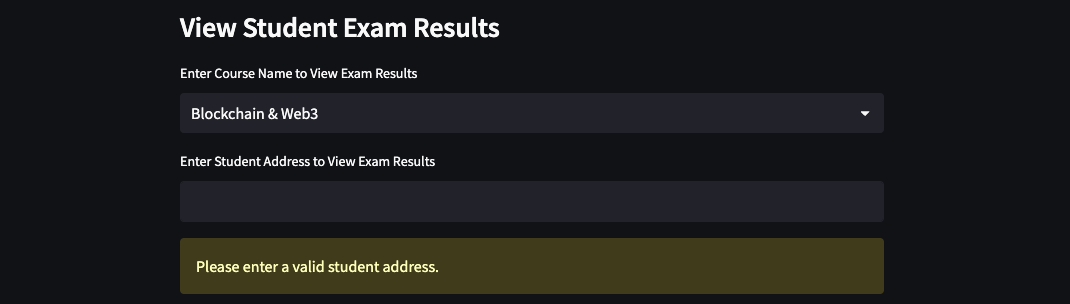 View Student Exam Results
Enter Course Name to View Exam Results
Blockchain & Web3
Enter Student Address to View Exam Results
Please enter a valid student address.